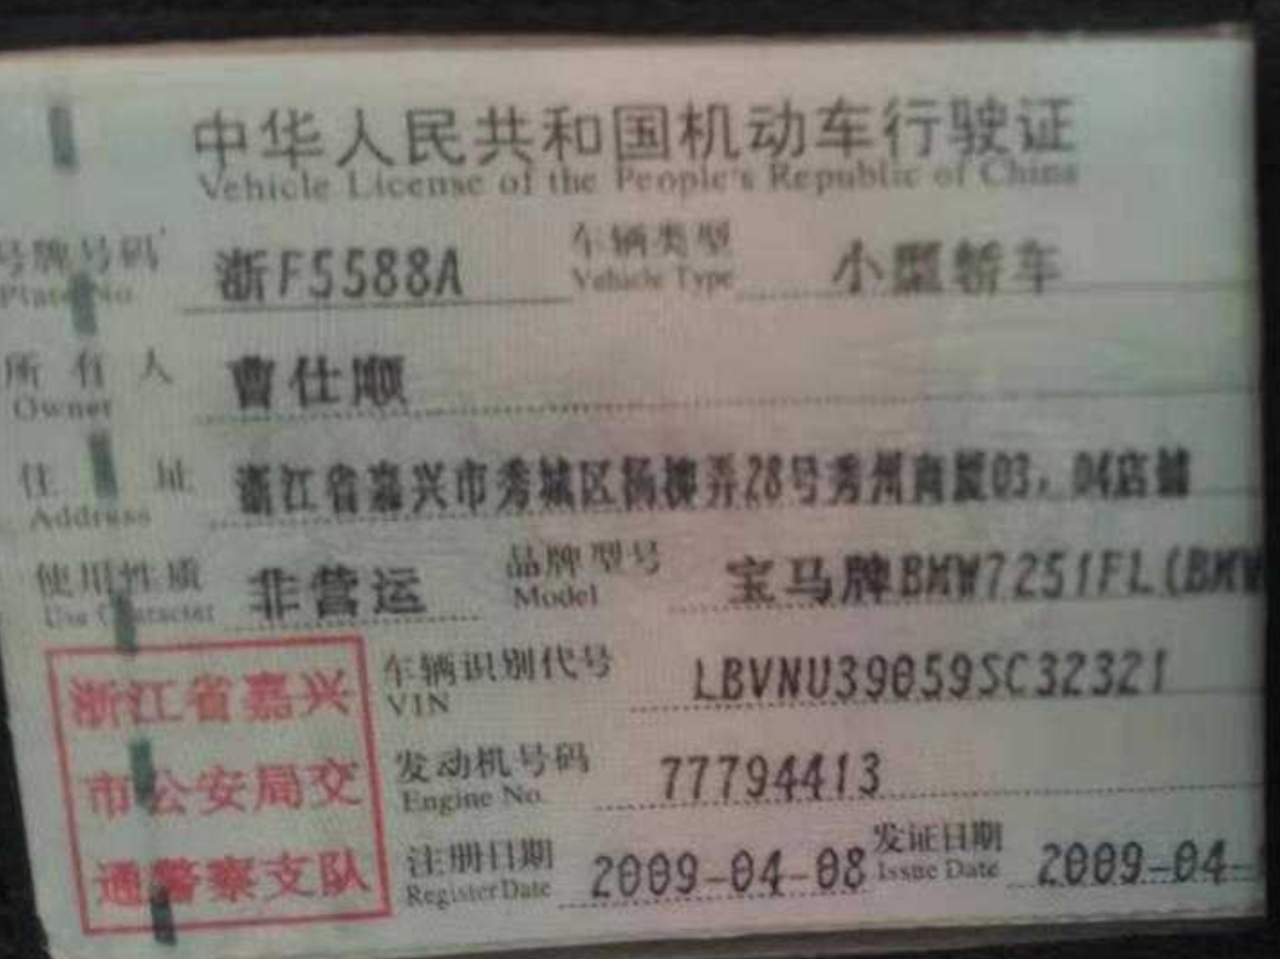 中华人民共和国机动车行驶证
Vehicle License of the People's Republic of China
号牌号码 浙F5588A 车辆类型 小型轿车
Plate No. Vehicle Type
所有人 曹仕顺
Owner
住址 浙江省嘉兴市秀城区杨柳弄28号秀州商厦03,04店铺
Address
使用性质 非营运 品牌型号 宝马牌BMW7251FL(BMW
Use Character Model
车辆识别代号 LBVNU39059SC32321
VIN
发动机号码 77794413
Engine No.
注册日期 2009-04-08 发证日期 2009-04-
Register Date Issue Date
浙江省嘉兴
市公安局交
通警察支队